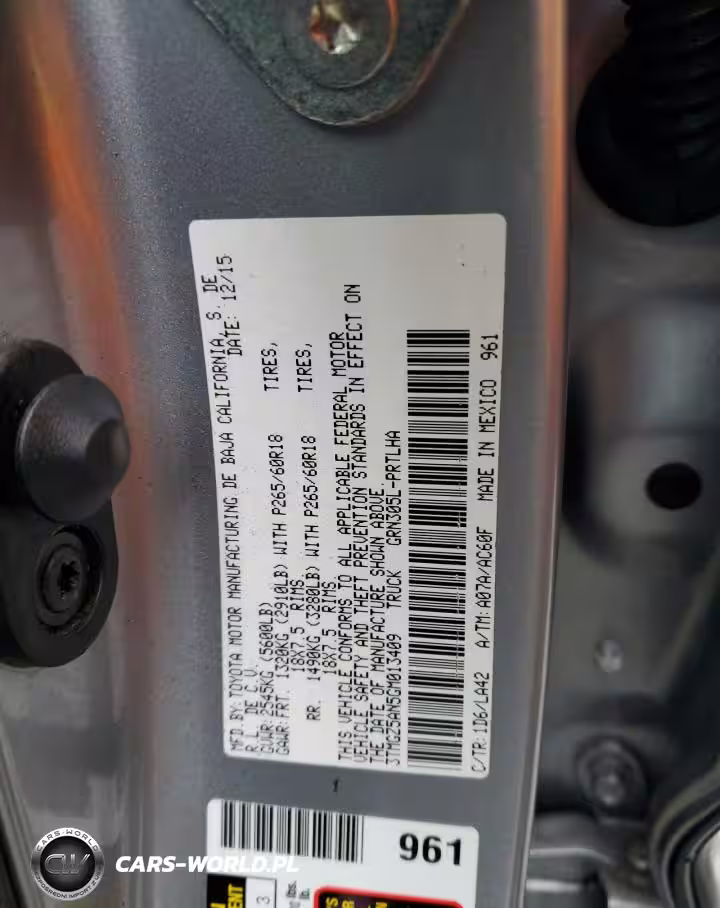 MFD. BY: TOYOTA MOTOR MANUFACTURING DE BAJA CALIFORNIA, S. DE
R.L. DE C.V. DATE: 12/15
GVWR: 2545KG (5600LB)
GAWR: FRT. 1320KG (2910LB) WITH P265/60R18 TIRES,
18X7.5 RIMS,
RR. 1490KG (3280LB) WITH P265/60R18 TIRES,
18X7.5 RIMS.
THIS VEHICLE CONFORMS TO ALL APPLICABLE FEDERAL MOTOR
VEHICLE SAFETY AND THEFT PREVENTION STANDARDS IN EFFECT ON
THE DATE OF MANUFACTURE SHOWN ABOVE.
3TMGZ5AN5GM013409 TRUCK GRN305L-PRTLHA
C/TR: 1D6/LA42 A/TM: A07A/AC60F MADE IN MEXICO 961
961
CARS-WORLD
CW
CARS-WORLD.PL